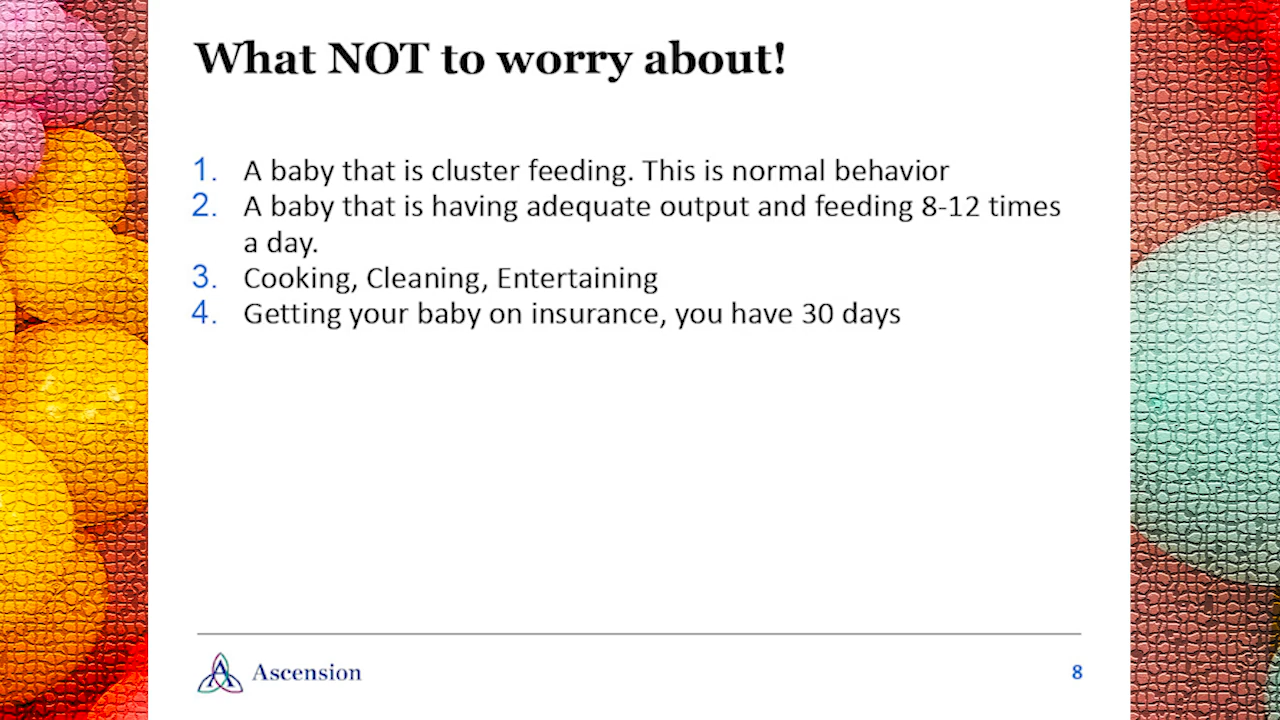 What NOT to worry about!
1. A baby that is cluster feeding. This is normal behavior
2. A baby that is having adequate output and feeding 8-12 times
a day.
3. Cooking, Cleaning, Entertaining
4. Getting your baby on insurance, you have 30 days
Ascension
8